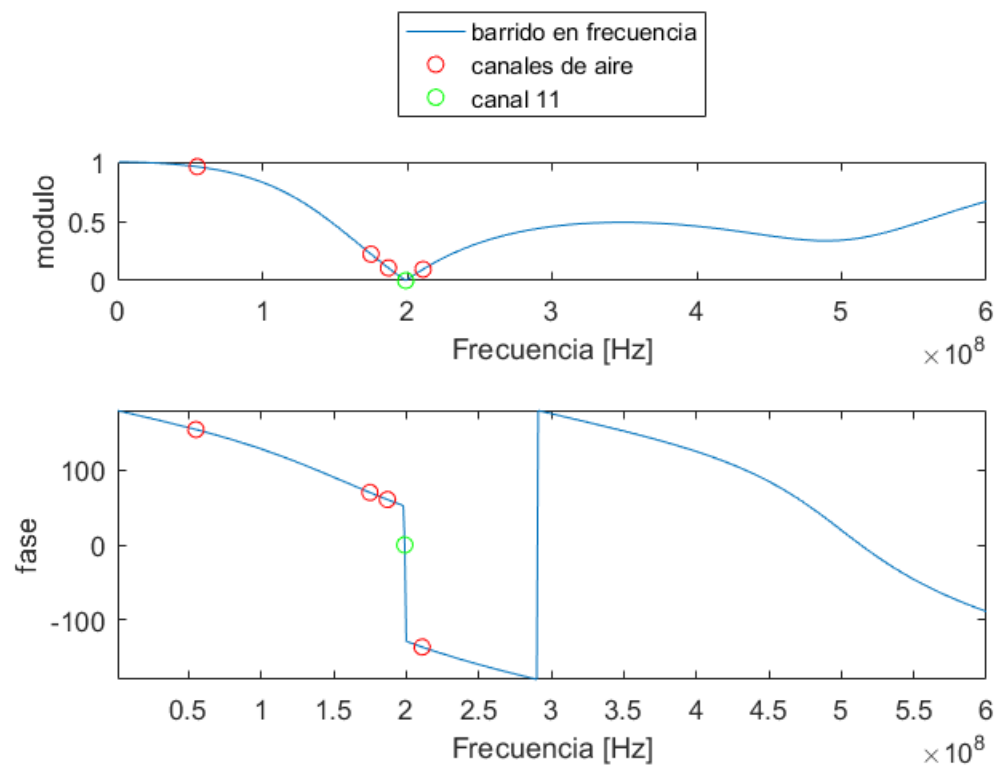 barrido en frecuencia
canales de aire
canal 11
1
0.5
0
modulo
0 1 2 3 4 5 6
Frecuencia [Hz]
×10^8
100
0
-100
fase
0.5 1 1.5 2 2.5 3 3.5 4 4.5 5 5.5 6
Frecuencia [Hz]
×10^8